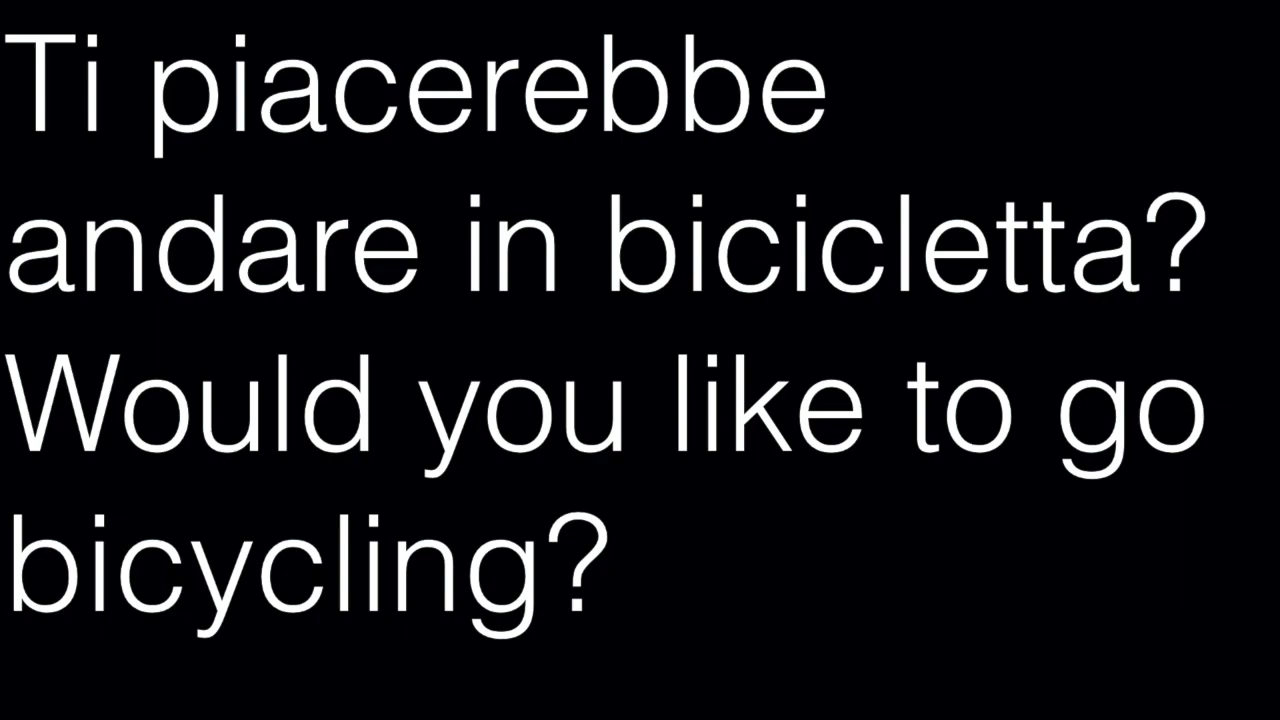 Ti piacerebbe
andare in bicicletta?
Would you like to go
bicycling?